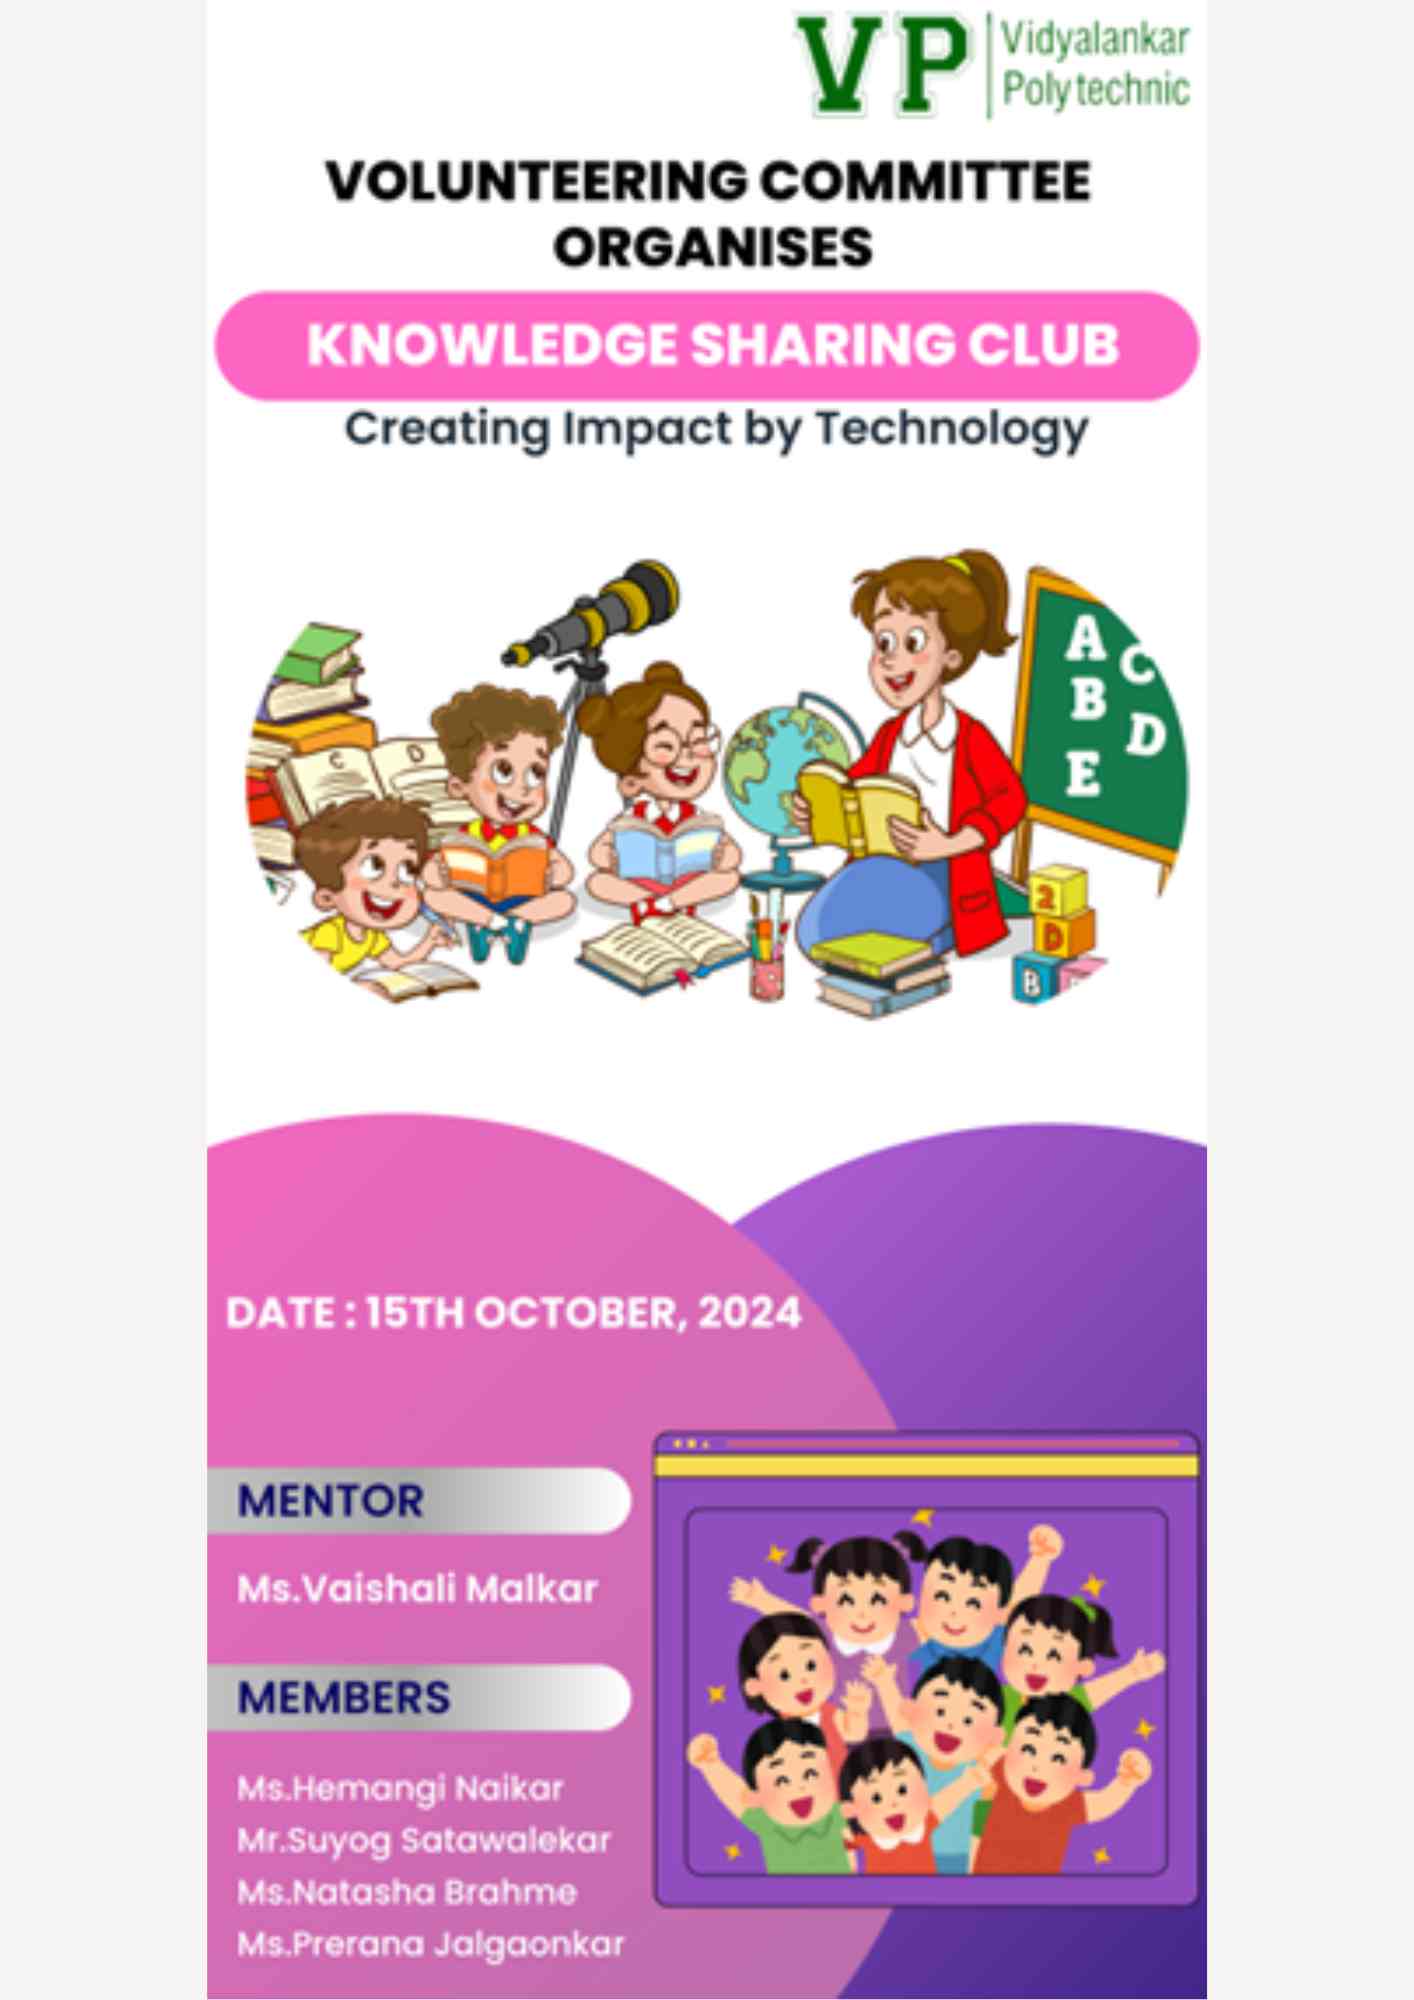 VP
Vidyalankar
Polytechnic
VOLUNTEERING COMMITTEE
ORGANISES
KNOWLEDGE SHARING CLUB
Creating Impact by Technology
A
C
B
D
E
C
D
2
D
B
DATE : 15TH OCTOBER, 2024
MENTOR
Ms.Vaishali Malkar
MEMBERS
Ms.Hemangi Naikar
Mr.Suyog Satawalekar
Ms.Natasha Brahme
Ms.Prerana Jalgaonkar